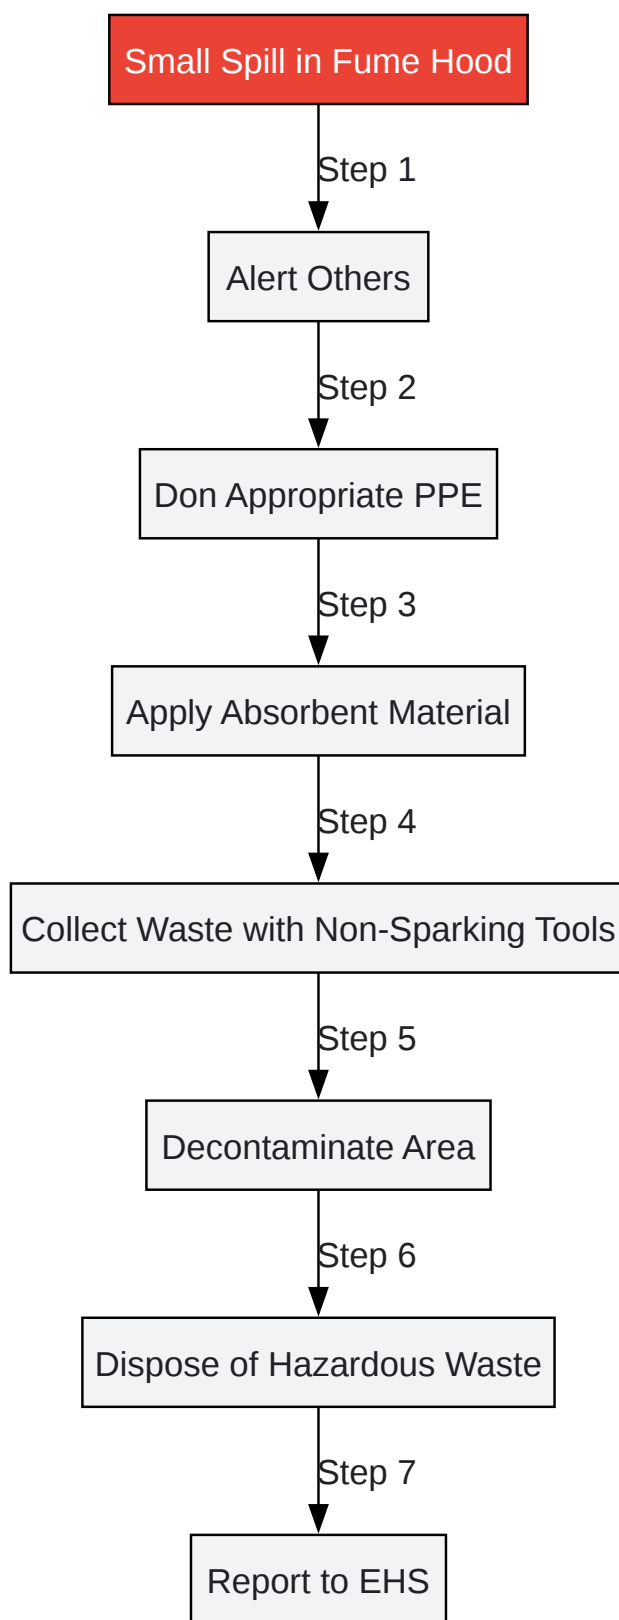 Small Spill in Fume Hood
Step 1
Alert Others
Step 2
Don Appropriate PPE
Step 3
Apply Absorbent Material
Step 4
Collect Waste with Non-Sparking Tools
Step 5
Decontaminate Area
Step 6
Dispose of Hazardous Waste
Step 7
Report to EHS